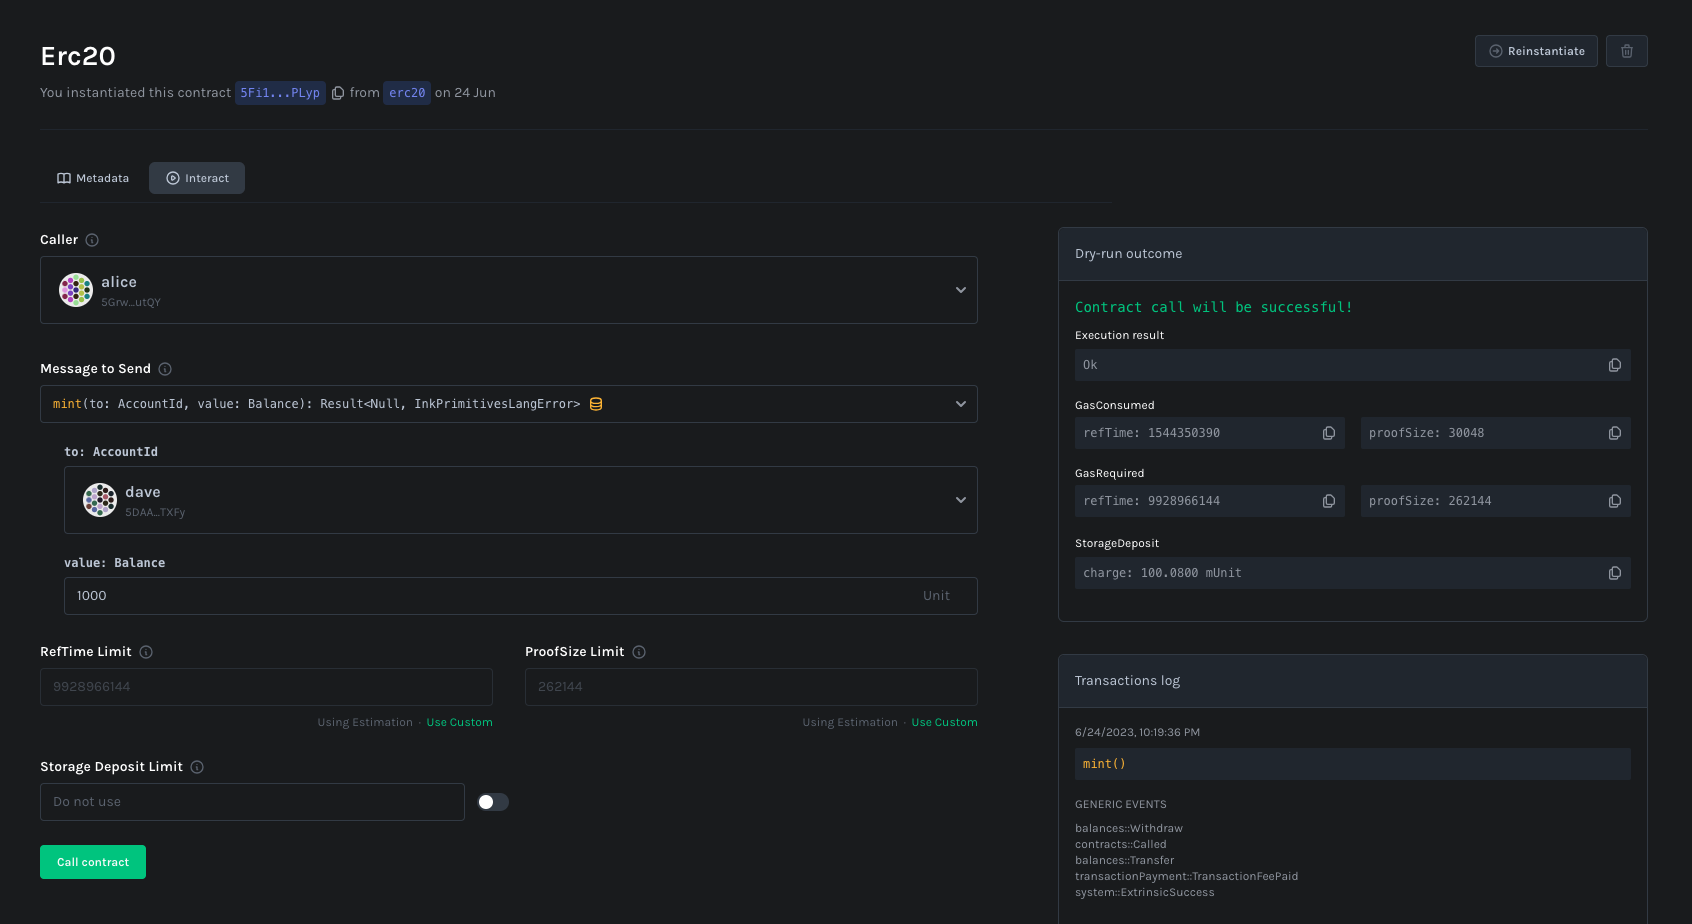 Erc20
Reinstantiate
You instantiated this contract 5Fi1...PLyp from erc20 on 24 Jun
Metadata
Interact
Caller
alice
5Grw...utQY
Message to Send
mint(to: AccountId, value: Balance): Result<Null, InkPrimitivesLangError>
to: AccountId
dave
5DAA...TXFy
value: Balance
1000
Unit
RefTime Limit
9928966144
Using Estimation · Use Custom
ProofSize Limit
262144
Using Estimation · Use Custom
Storage Deposit Limit
Do not use
Call contract
Dry-run outcome
Contract call will be successful!
Execution result
Ok
GasConsumed
refTime: 1544350390
proofSize: 30048
GasRequired
refTime: 9928966144
proofSize: 262144
StorageDeposit
charge: 100.0800 mUnit
Transactions log
6/24/2023, 10:19:36 PM
mint()
GENERIC EVENTS
balances::Withdraw
contracts::Called
balances::Transfer
transactionPayment::TransactionFeePaid
system::ExtrinsicSuccess